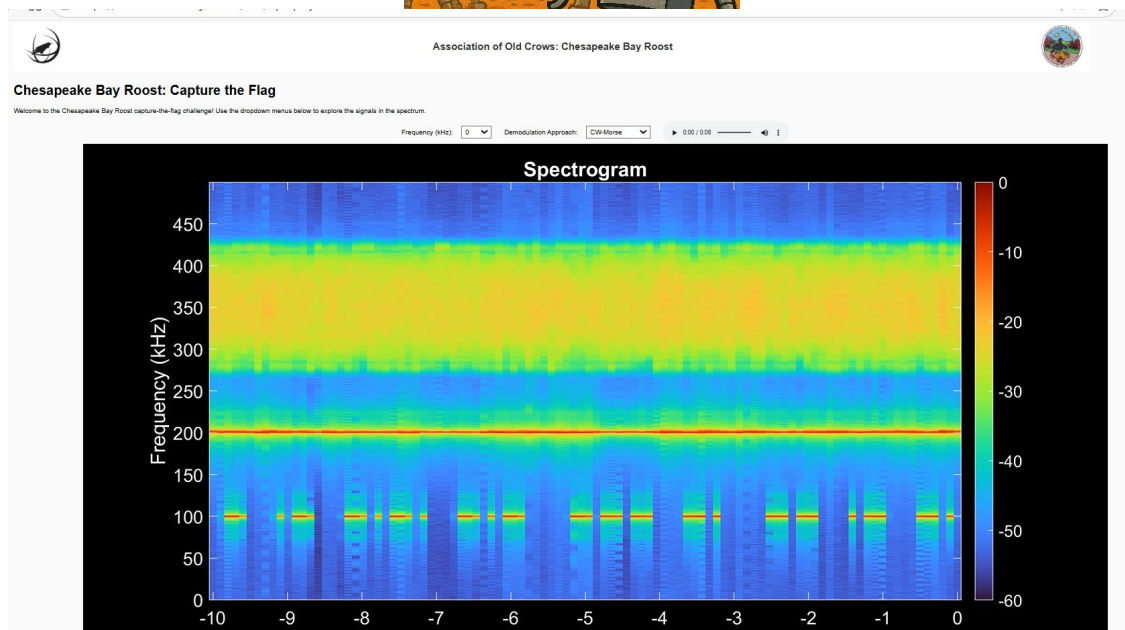 Association of Old Crows: Chesapeake Bay Roost
Chesapeake Bay Roost: Capture the Flag
Welcome to the Chesapeake Bay Roost capture-the-flag challenge! Use the dropdown menus below to explore the signals in the spectrum.
Frequency (kHz): 0 Demodulation Approach: CW-Morse 0:00 / 0:08
Spectrogram
Frequency (kHz)
450
400
350
300
250
200
150
100
50
0
-10 -9 -8 -7 -6 -5 -4 -3 -2 -1 0
0
-10
-20
-30
-40
-50
-60